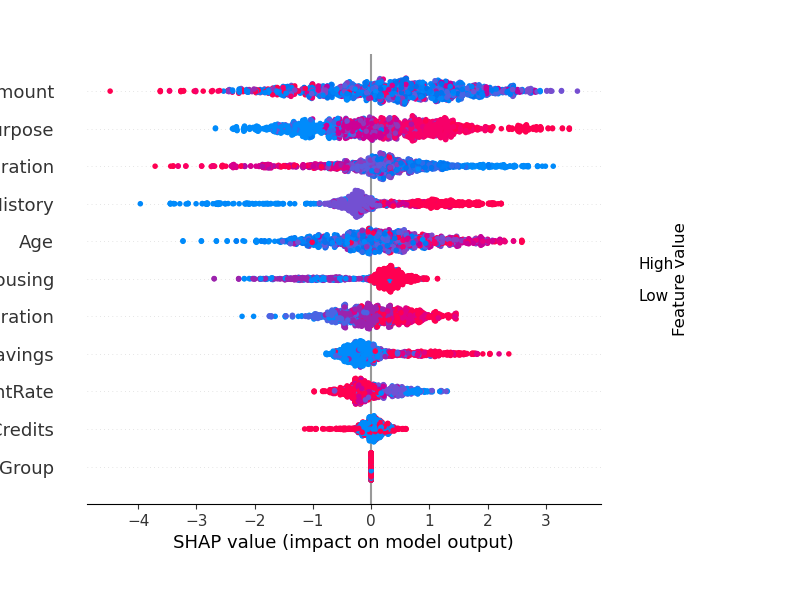 mount
urpose
ration
History
Age
ousing
ration
avings
ntRate
Credits
Group
−4 −3 −2 −1 0 1 2 3
SHAP value (impact on model output)
High
Low
Feature value